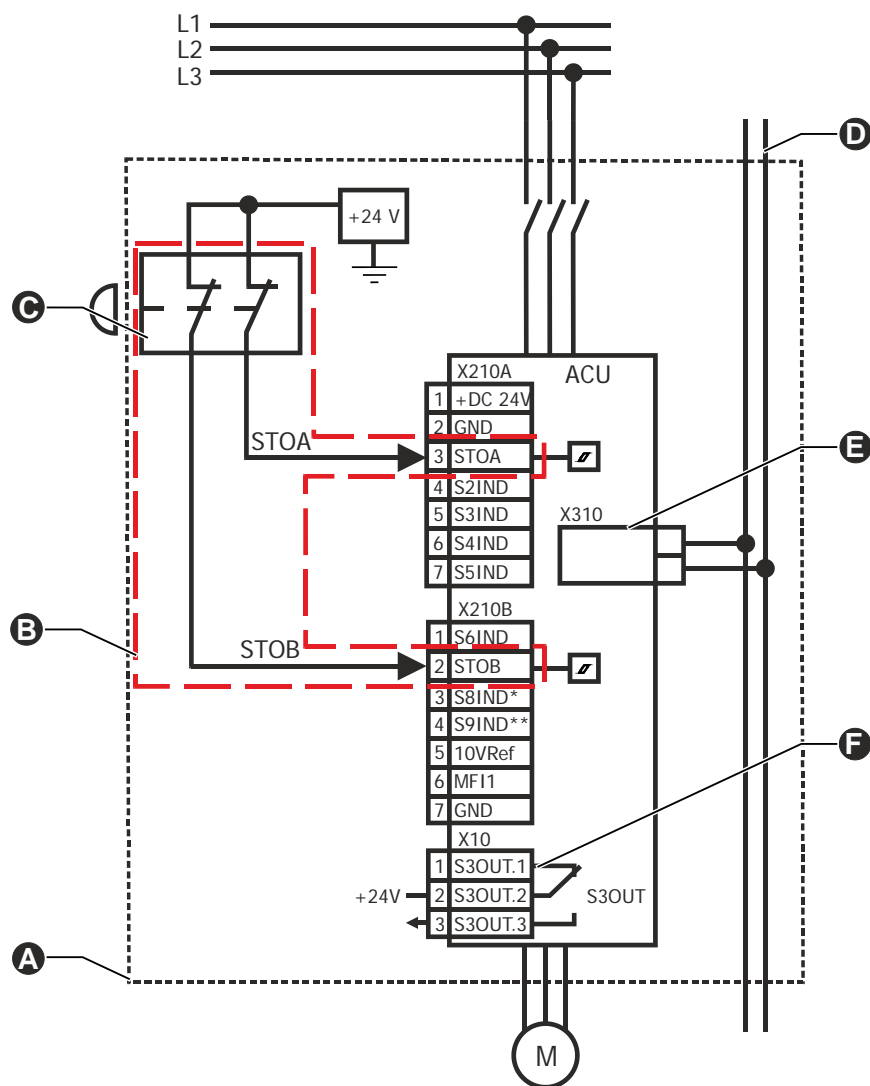 L1
L2
L3
D
+24 V
C
X210A
ACU
1 +DC 24V
2 GND
STOA
3 STOA
E
4 S2IND
5 S3IND
X310
6 S4IND
7 S5IND
X210B
B
1 S6IND
STOB
2 STOB
3 S8IND*
4 S9IND**
5 10VRef
F
6 MFI1
7 GND
X10
1 S3OUT.1
+24V
2 S3OUT.2
S3OUT
3 S3OUT.3
A
M